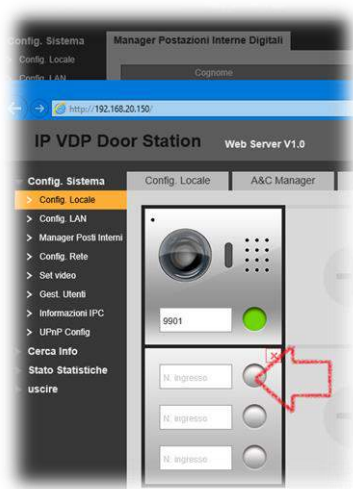 Config. Sistema
Manager Postazioni Interne Digitali
Config. Locale
Cognome
Config. LAN
http://192.168.20.150/
IP VDP Door Station
Web Server V1.0
Config. Sistema
Config. Locale
A&C Manager
> Config. Locale
> Config. LAN
> Manager Posti Interni
> Config. Rete
> Set video
> Gest. Utenti
> Informazioni IPC
> UPnP Config
Cerca Info
Stato Statistiche
uscire
9901
N. ingresso
N. ingresso
N. ingresso